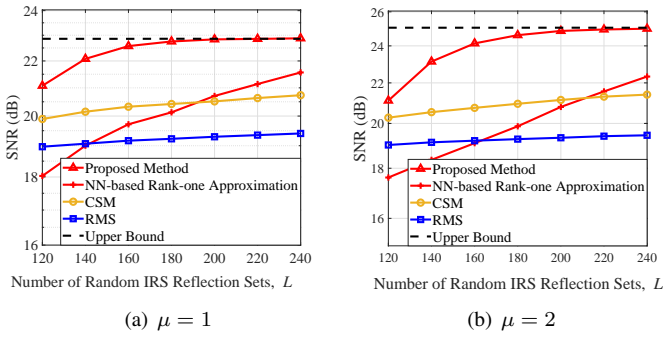 24
23
22
20
18
16
SNR (dB)
Proposed Method
NN-based Rank-one Approximation
CSM
RMS
Upper Bound
120 140 160 180 200 220 240
Number of Random IRS Reflection Sets, L
(a) μ = 1
26
25
24
22
20
19
18
16
SNR (dB)
Proposed Method
NN-based Rank-one Approximation
CSM
RMS
Upper Bound
120 140 160 180 200 220 240
Number of Random IRS Reflection Sets, L
(b) μ = 2